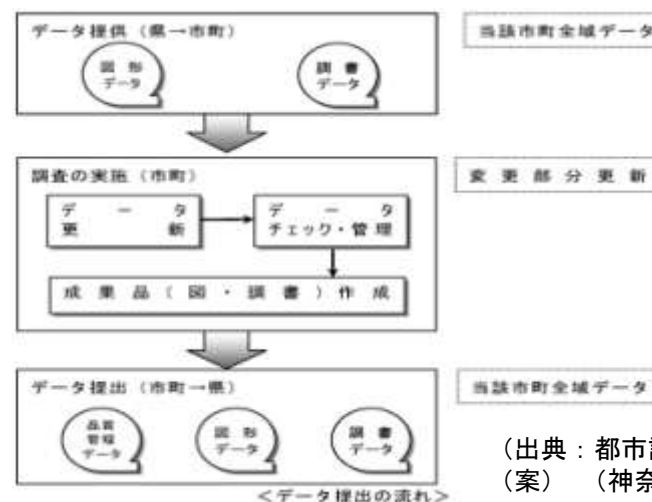 データ提供（県→市町）
当該市町全域データ
図形
データ
調書
データ
調査の実施（市町）
変更部分更新
データ
更新
データ
チェック・管理
成果品（図・調書）作成
データ提出（市町→県）
当該市町全域データ
品質
管理
データ
図形
データ
調書
データ
（出典：都市
（案） （神奈
＜データ提出の流れ＞